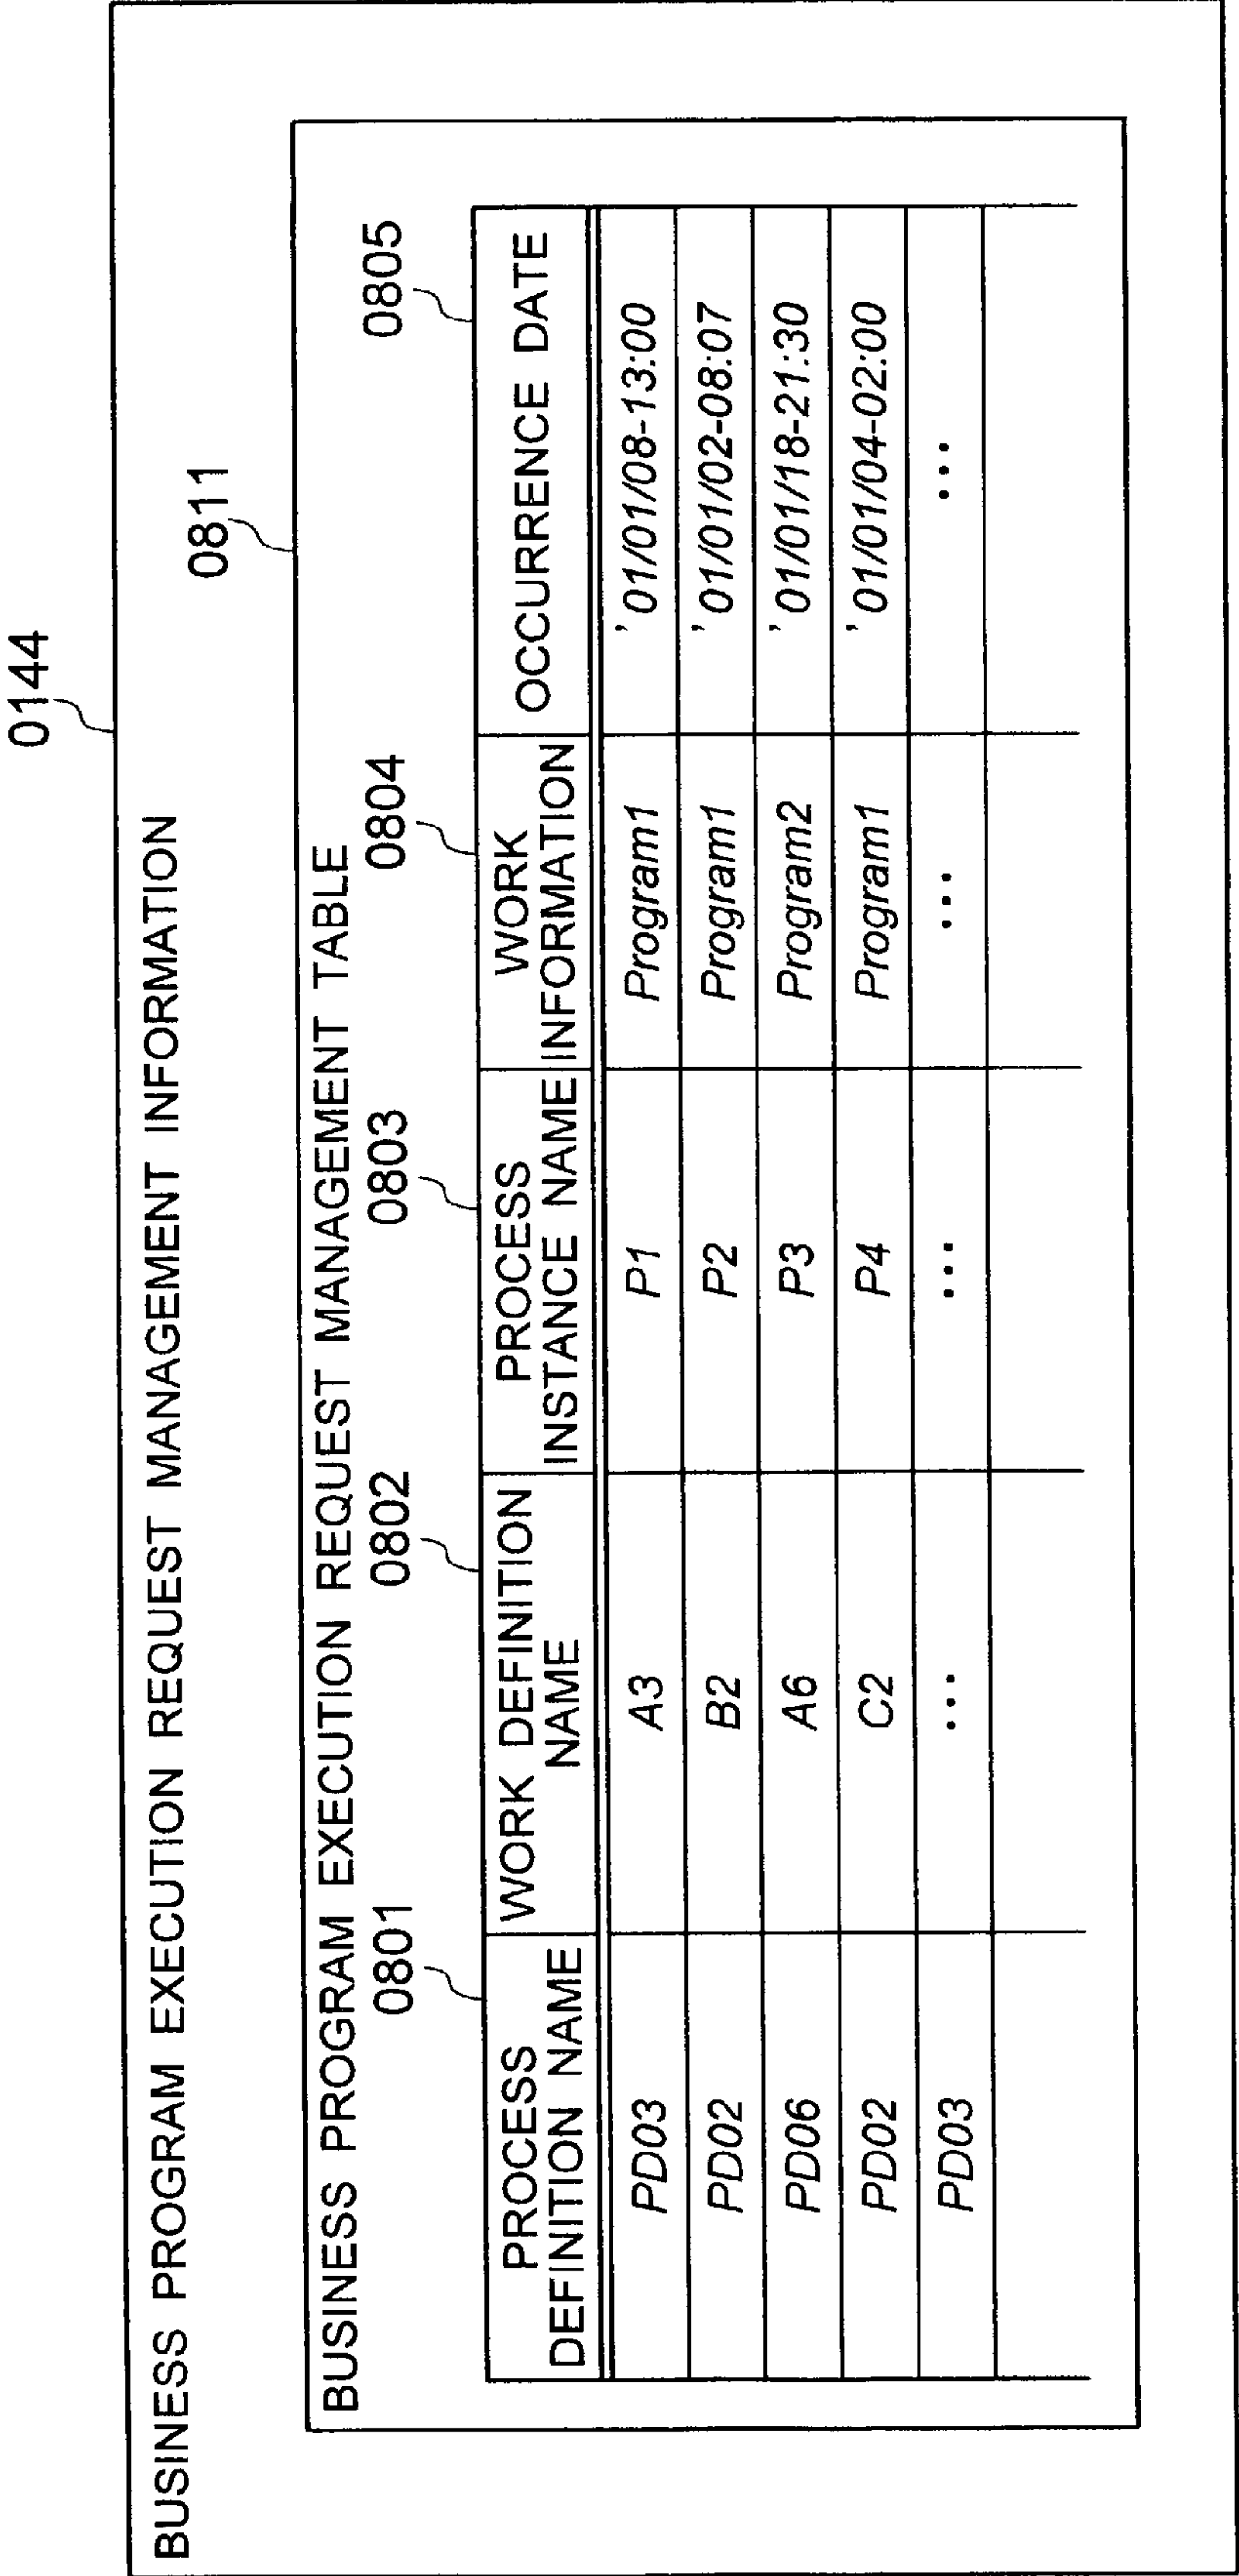 0144
BUSINESS PROGRAM EXECUTION REQUEST MANAGEMENT INFORMATION
0811
BUSINESS PROGRAM EXECUTION REQUEST MANAGEMENT TABLE
0801 0802 0803 0804 0805
PROCESS DEFINITION NAME WORK DEFINITION NAME PROCESS INSTANCE NAME WORK INFORMATION OCCURRENCE DATE
PD03 A3 P1 Program1 '01/01/08-13:00
PD02 B2 P2 Program1 '01/01/02-08:07
PD06 A6 P3 Program2 '01/01/18-21:30
PD02 C2 P4 Program1 '01/01/04-02:00
PD03 ... ... ... ...